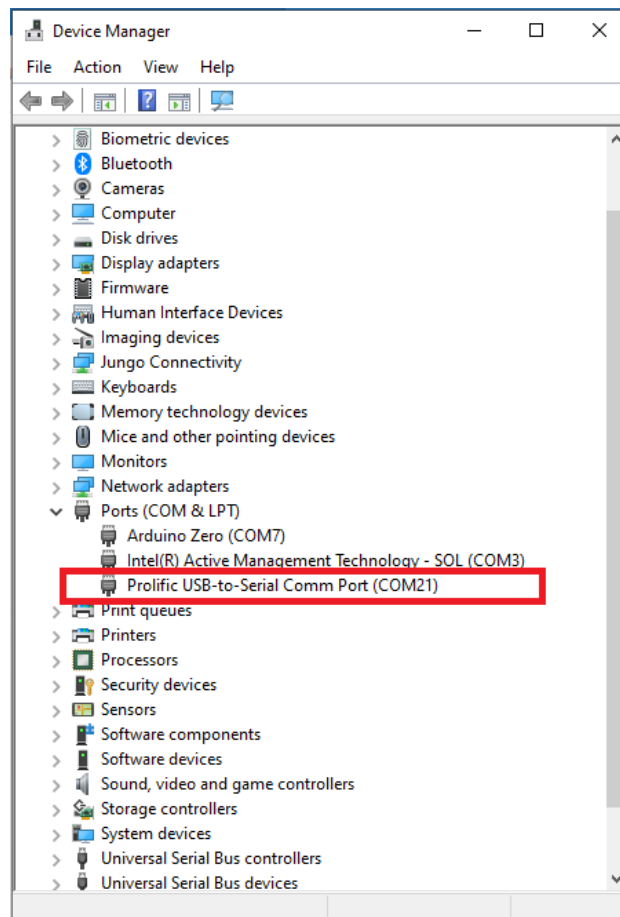 Device Manager
File Action View Help
Biometric devices
Bluetooth
Cameras
Computer
Disk drives
Display adapters
Firmware
Human Interface Devices
Imaging devices
Jungo Connectivity
Keyboards
Memory technology devices
Mice and other pointing devices
Monitors
Network adapters
Ports (COM & LPT)
Arduino Zero (COM7)
Intel(R) Active Management Technology - SOL (COM3)
Prolific USB-to-Serial Comm Port (COM21)
Print queues
Printers
Processors
Security devices
Sensors
Software components
Software devices
Sound, video and game controllers
Storage controllers
System devices
Universal Serial Bus controllers
Universal Serial Bus devices